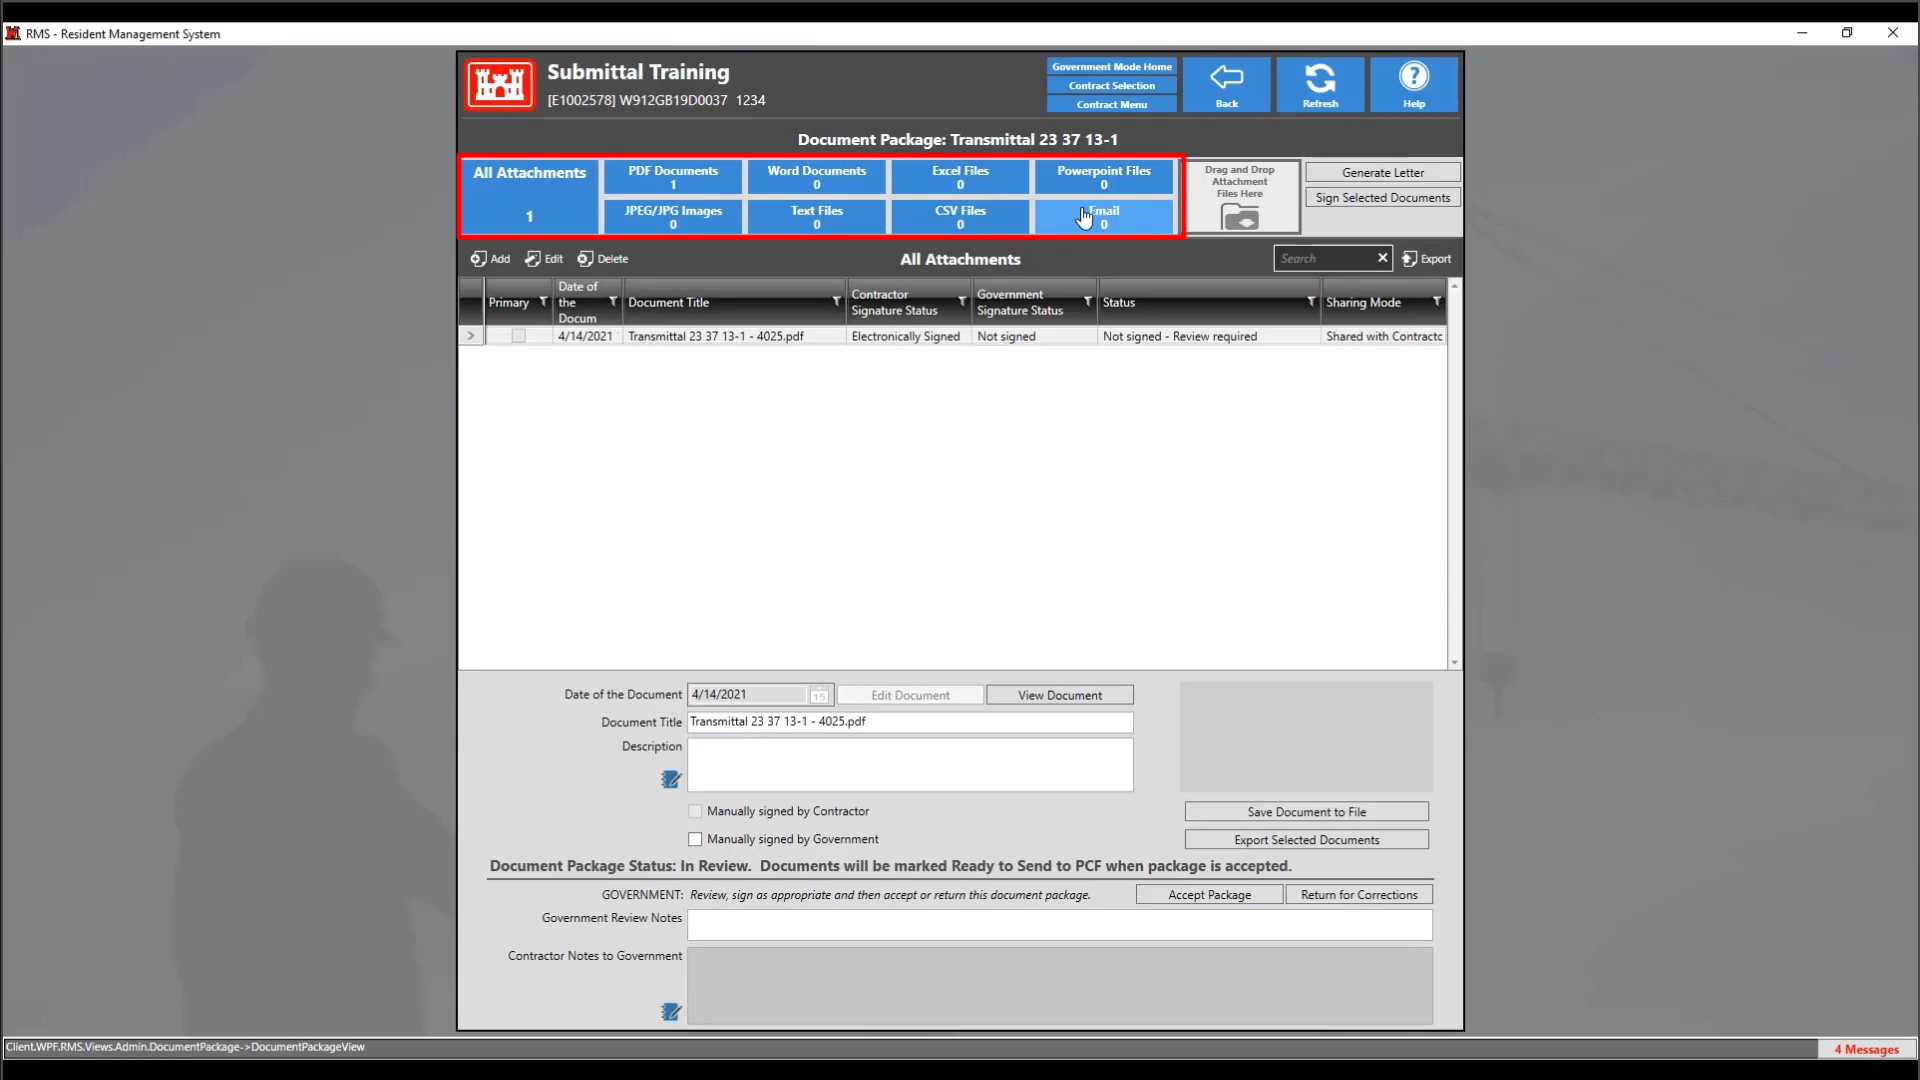 RMS - Resident Management System
Submittal Training
[E1002578] W912GB19D0037 1234
Government Mode Home
Contract Selection
Contract Menu
Back
Refresh
Help
Document Package: Transmittal 23 37 13-1
All Attachments
1
PDF Documents
1
Word Documents
0
Excel Files
0
Powerpoint Files
0
JPEG/JPG Images
0
Text Files
0
CSV Files
0
Email
0
Drag and Drop
Attachment
Files Here
Generate Letter
Sign Selected Documents
Add
Edit
Delete
All Attachments
Search
Export
Primary
Date of
the
Docum
Document Title
Contractor
Signature Status
Government
Signature Status
Status
Sharing Mode
4/14/2021
Transmittal 23 37 13-1 - 4025.pdf
Electronically Signed
Not signed
Not signed - Review required
Shared with Contractc
Date of the Document
4/14/2021
15
Edit Document
View Document
Document Title
Transmittal 23 37 13-1 - 4025.pdf
Description
Manually signed by Contractor
Save Document to File
Manually signed by Government
Export Selected Documents
Document Package Status: In Review. Documents will be marked Ready to Send to PCF when package is accepted.
GOVERNMENT: Review, sign as appropriate and then accept or return this document package.
Accept Package
Return for Corrections
Government Review Notes
Contractor Notes to Government
Client.WPF.RMS.Views.Admin.DocumentPackage->DocumentPackageView
4 Messages